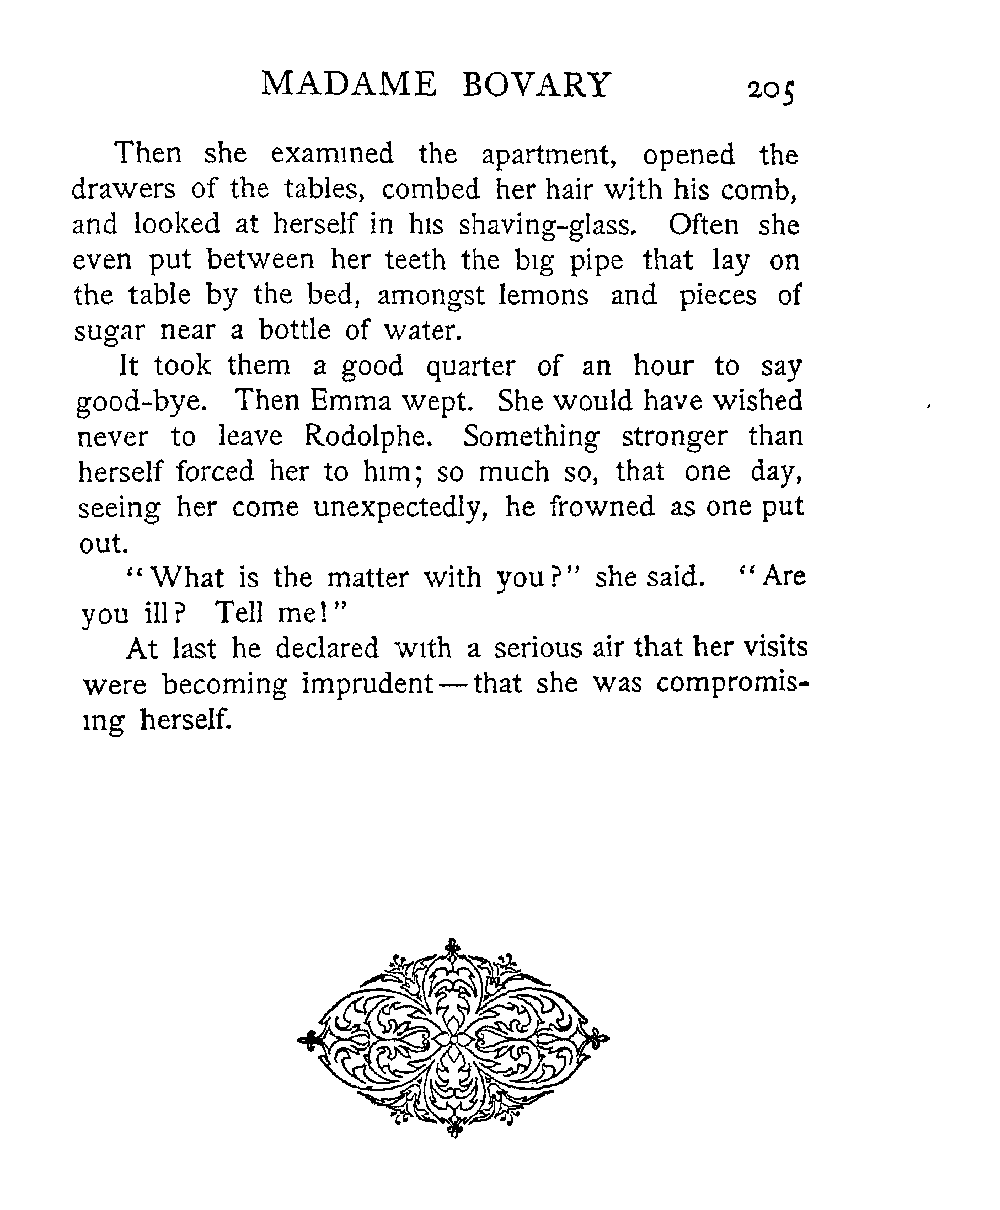 MADAME BOVARY 205
Then she examined the apartment, opened the
drawers of the tables, combed her hair with his comb,
and looked at herself in his shaving-glass. Often she
even put between her teeth the big pipe that lay on
the table by the bed, amongst lemons and pieces of
sugar near a bottle of water.
It took them a good quarter of an hour to say
good-bye. Then Emma wept. She would have wished
never to leave Rodolphe. Something stronger than
herself forced her to him; so much so, that one day,
seeing her come unexpectedly, he frowned as one put
out.
"What is the matter with you?" she said. "Are
you ill? Tell me!"
At last he declared with a serious air that her visits
were becoming imprudent—that she was compromis-
ing herself.